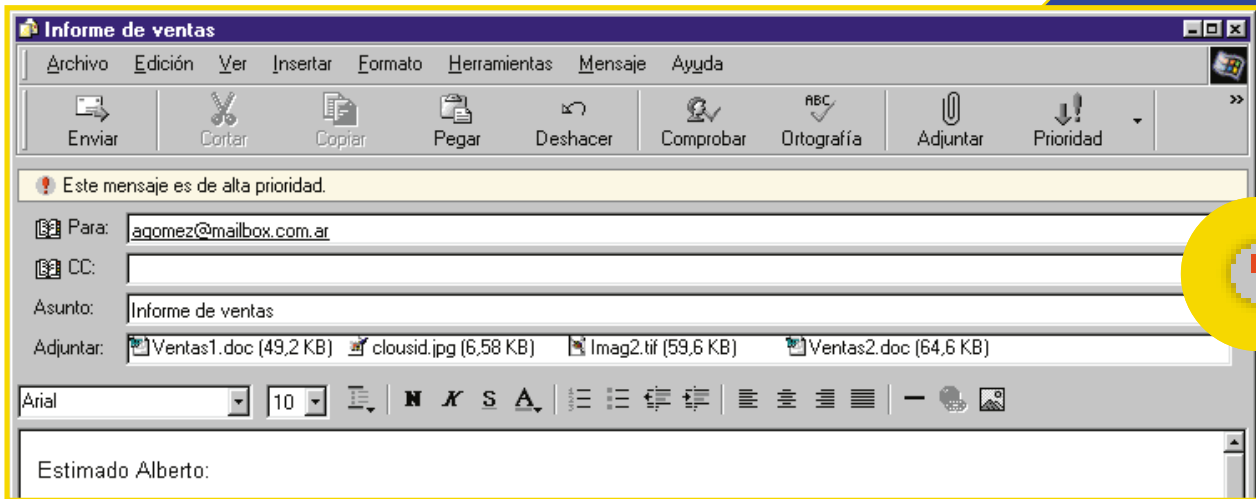 Informe de ventas
Archivo Edición Ver Insertar Formato Herramientas Mensaje Ayuda
ABC
Enviar Cortar Copiar Pegar Deshacer Comprobar Ortografía Adjuntar Prioridad
Este mensaje es de alta prioridad.
Para: agomez@mailbox.com.ar
CC:
Asunto: Informe de ventas
Adjuntar: Ventas1.doc (49,2 KB) clousid.jpg (6,58 KB) Imag2.tif (59,6 KB) Ventas2.doc (64,6 KB)
Arial 10 N K S A
Estimado Alberto: